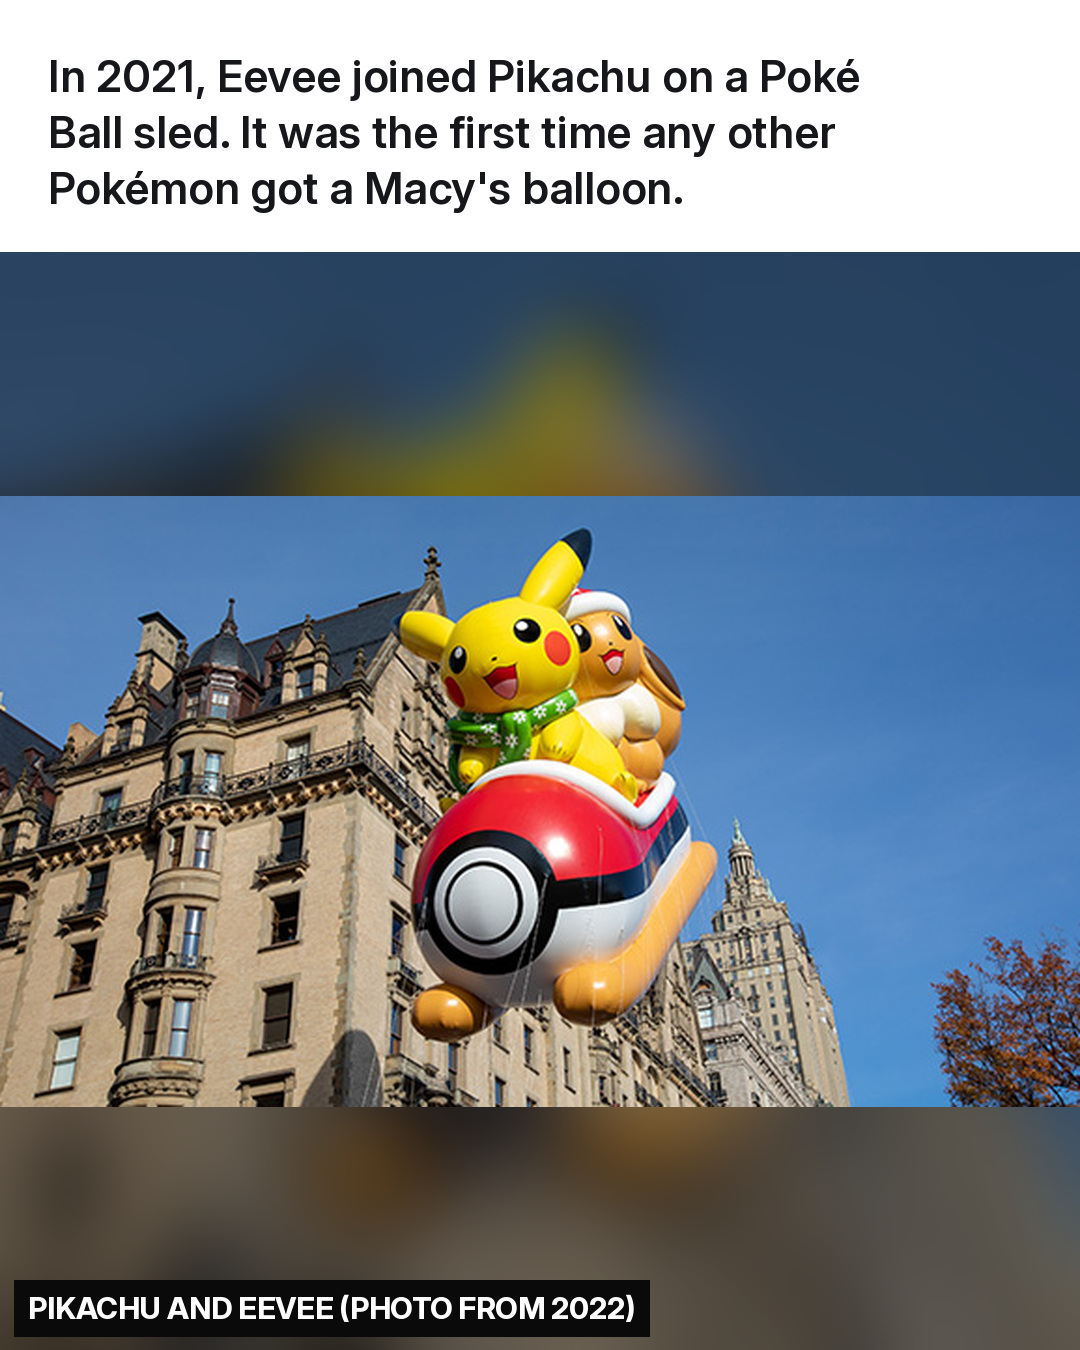 In 2021, Eevee joined Pikachu on a Poké
Ball sled. It was the first time any other
Pokémon got a Macy's balloon.
PIKACHU AND EEVEE (PHOTO FROM 2022)